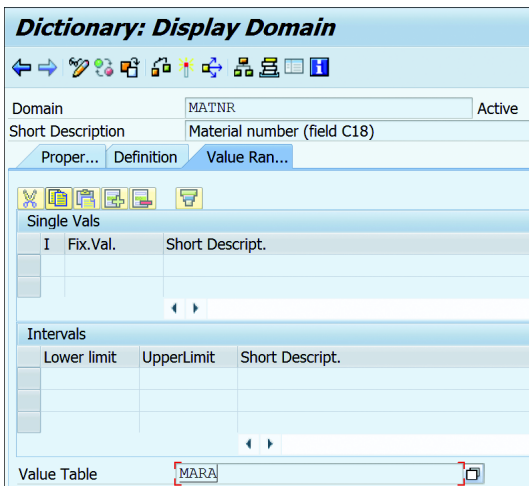 Dictionary: Display Domain
Domain MATNR Active
Short Description Material number (field C18)
Proper... Definition Value Ran...
Single Vals
I Fix.Val. Short Descript.
Intervals
Lower limit UpperLimit Short Descript.
Value Table MARA